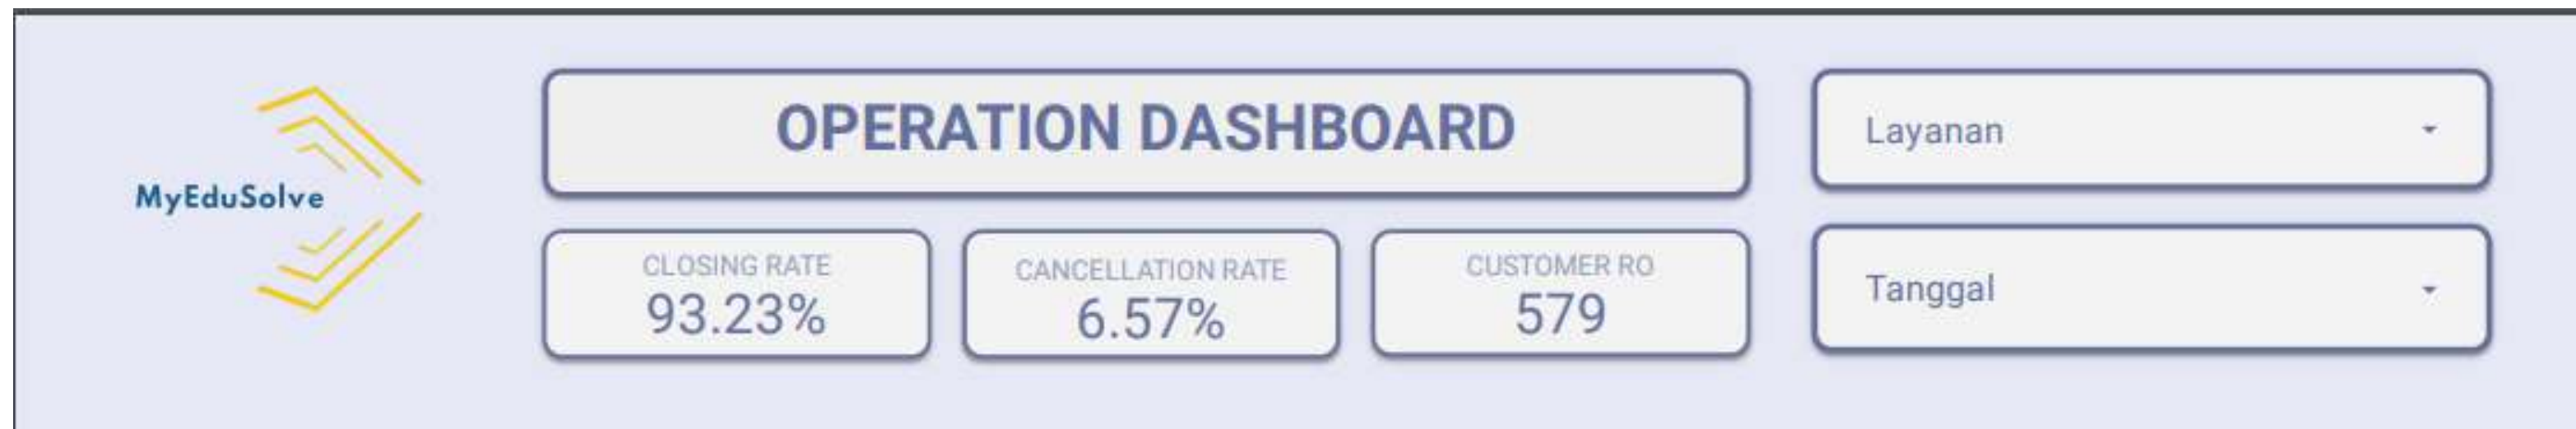 MyEduSolve
OPERATION DASHBOARD
Layanan
CLOSING RATE
93.23%
CANCELLATION RATE
6.57%
CUSTOMER RO
579
Tanggal